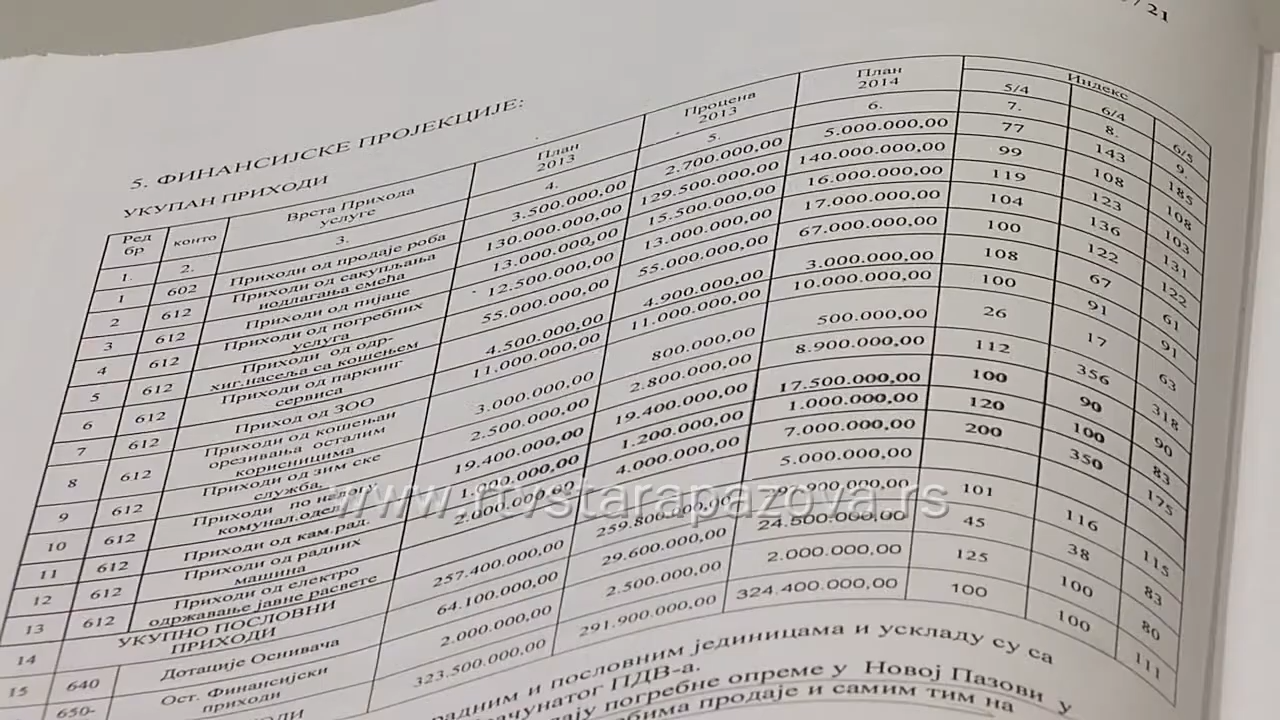 / 21
5. ФИНАНСИЈСКЕ ПРОЈЕКЦИЈЕ:
УКУПАН ПРИХОДИ
Ред бр конто Врста Прихода услуге План 2013 Процена 2013 План 2014 Индекс 5/4 6/4 6/5
1. 2. 3. 4. 5. 6. 7. 8. 9.
1 602 Приходи од продаје роба 3.500.000,00 2.700.000,00 5.000.000,00 77 143 185
2 612 Приходи од сакупљања иодлагања смећа 130.000.000,00 129.500.000,00 140.000.000,00 99 108 108
3 612 Приходи од пијаце 13.000.000,00 15.500.000,00 16.000.000,00 119 123 103
4 612 Приходи од погребних услуга 12.500.000,00 13.000.000,00 17.000.000,00 104 136 131
5 612 Приходи од одр- хиг.насеља са кошењем 55.000.000,00 55.000.000,00 67.000.000,00 100 122 122
6 612 Приходи од паркинг сервиса 4.500.000,00 4.900.000,00 3.000.000,00 108 67 61
7 612 Приход од ЗОО 11.000.000,00 11.000.000,00 10.000.000,00 100 91 91
8 612 Приходи од кошењаи орезивања осталим корисницима 3.000.000,00 800.000,00 500.000,00 26 17 63
9 612 Приходи од зим ске служба. 2.500.000,00 2.800.000,00 8.900.000,00 112 356 318
10 612 Приходи по налогу комунал.одел. 19.400.000,00 19.400.000,00 17.500.000,00 100 90 90
11 612 Приходи од кам.рад. 1.000.000,00 1.200.000,00 1.000.000,00 120 100 83
12 612 Приходи од радних машина 2.000.000,00 4.000.000,00 7.000.000,00 200 350 175
13 612 Приходи од електро одржавање јавне расвете 5.000.000,00
14 УКУПНО ПОСЛОВНИ ПРИХОДИ 257.400.000,00 259.800.000,00 900.000,00 101 116 115
15 640 Дотације Оснивача 64.100.000,00 29.600.000,00 24.500.000,00 45 38 83
650- Ост. Финансијски приходи 2.000.000,00 2.500.000,00 2.000.000,00 125 100 80
323.500.000,00 291.900.000,00 324.400.000,00 100 100 111
www.rtvstarapazova.rs
радним и пословним јединицама и ускладу су са
ПДВ-а.
погребне опреме у Новој Пазови у
продаје и самим тим на